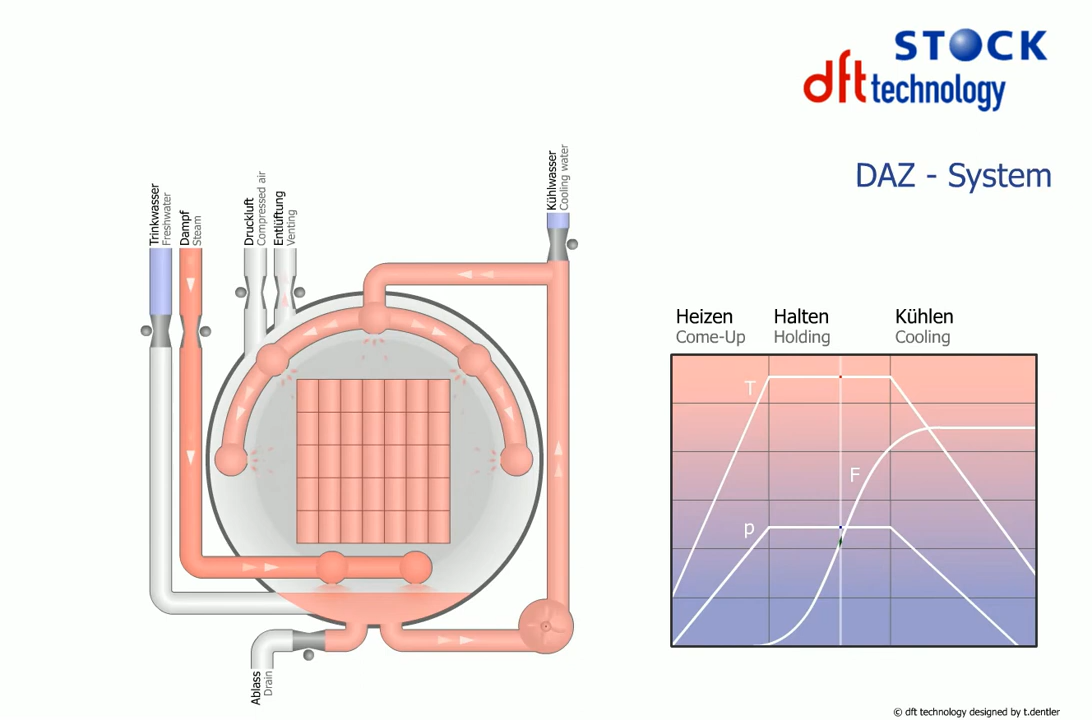 STOCK
dft technology
DAZ - System
Trinkwasser
Freshwater
Dampf
Steam
Druckluft
Compressed air
Entlüftung
Venting
Kühlwasser
Cooling water
Heizen
Come-Up
Halten
Holding
Kühlen
Cooling
T
F
p
Ablass
Drain
© dft technology designed by t.dentler